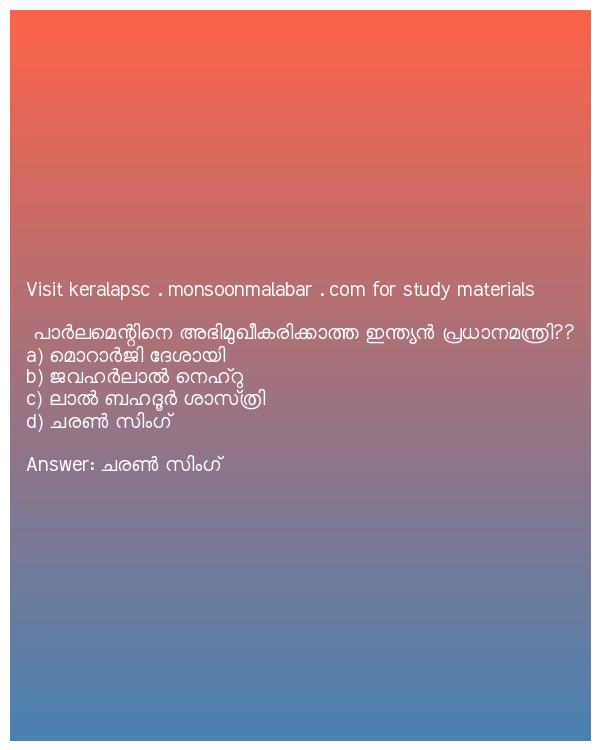 Visit keralapsc . monsoonmalabar . com for study materials
പാർലമെന്റിനെ അഭിമുഖീകരിക്കാത്ത ഇന്ത്യൻ പ്രധാനമന്ത്രി??
a) മൊറാർജി ദേശായി
b) ജവഹർലാൽ നെഹ്റു
c) ലാൽ ബഹദൂർ ശാസ്ത്രി
d) ചരൺ സിംഗ്
Answer: ചരൺ സിംഗ്